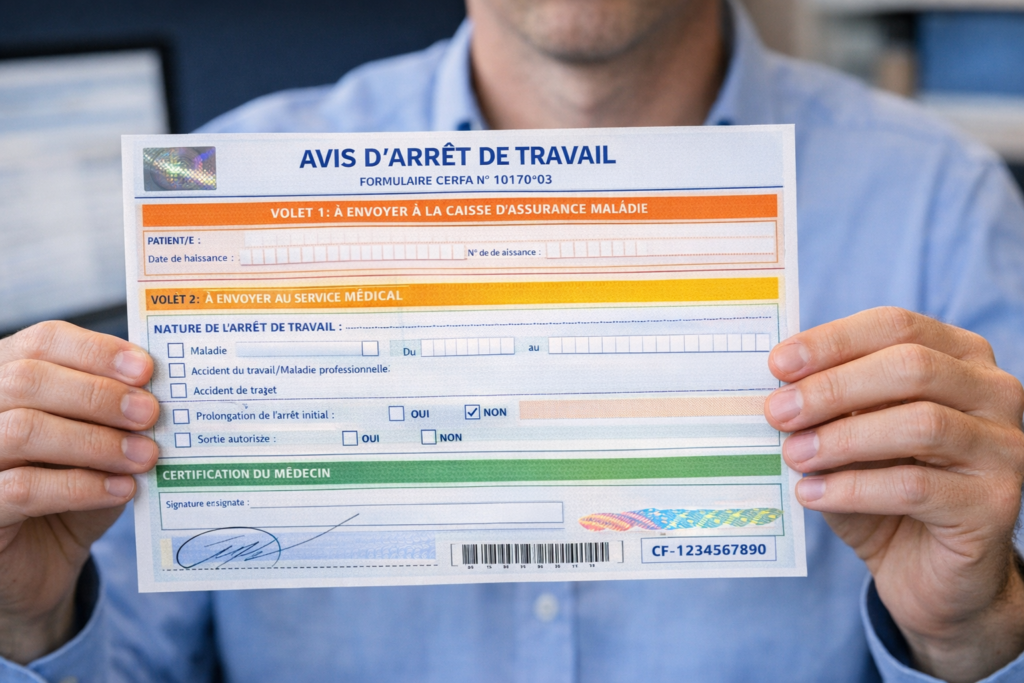 AVIS D'ARRÊT DE TRAVAIL
FORMULAIRE CERFA N° 10170*03
VOLET 1: À ENVOYER À LA CAISSE D'ASSURANCE MALÂDIE
PATIENT/E :
Date de haissance : N° de de aissance :
VOLET 2: À ENVOYER AU SERVICE MÉDICAL
NATURE DE L'ARRÊT DE TRAVAIL :
Maladie Du au
Accident du travail/Maladie professionnelle:
Accident de trajet
Prolongation de l'arrêt initial : OUI NON
Sortie autorisze : OUI NON
CERTIFICATION DU MÉDECIN
Signature ensignate :
CF-1234567890